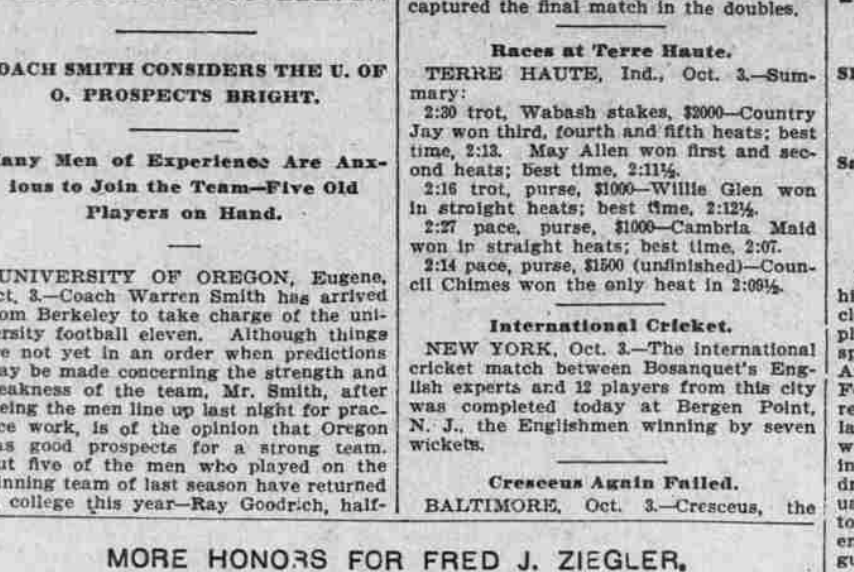 OACH SMITH CONSIDERS THE U. OF
O. PROSPECTS BRIGHT.
any Men of Experience Are Anx-
ious to Join the Team—Five Old
Players on Hand.
UNIVERSITY OF OREGON, Eugene,
ct. 3.—Coach Warren Smith has arrived
om Berkeley to take charge of the uni-
ersity football eleven. Although things
re not yet in an order when predictions
ay be made concerning the strength and
eakness of the team, Mr. Smith, after
eing the men line up last night for prac-
ce work, is of the opinion that Oregon
as good prospects for a strong team.
ut five of the men who played on the
inning team of last season have returned
college this year—Ray Goodrich, half-
captured the final match in the doubles.
Races at Terre Haute.
TERRE HAUTE, Ind., Oct. 3.—Sum-
mary:
2:30 trot, Wabash stakes, $2000—Country
Jay won third, fourth and fifth heats; best
time, 2:13. May Allen won first and sec-
ond heats; best time, 2:11½.
2:16 trot, purse, $1000—Willie Glen won
in straight heats; best time, 2:12½.
2:27 pace, purse, $1000—Cambria Maid
won in straight heats; best time, 2:07.
2:14 pace, purse, $1500 (unfinished)—Coun-
cil Chimes won the only heat in 2:09½.
International Cricket.
NEW YORK, Oct. 3.—The international
cricket match between Bosanquet's Eng-
lish experts and 12 players from this city
was completed today at Bergen Point,
N. J., the Englishmen winning by seven
wickets.
Cresceus Again Failed.
BALTIMORE, Oct. 3.—Cresceus, the
MORE HONORS FOR FRED J. ZIEGLER.